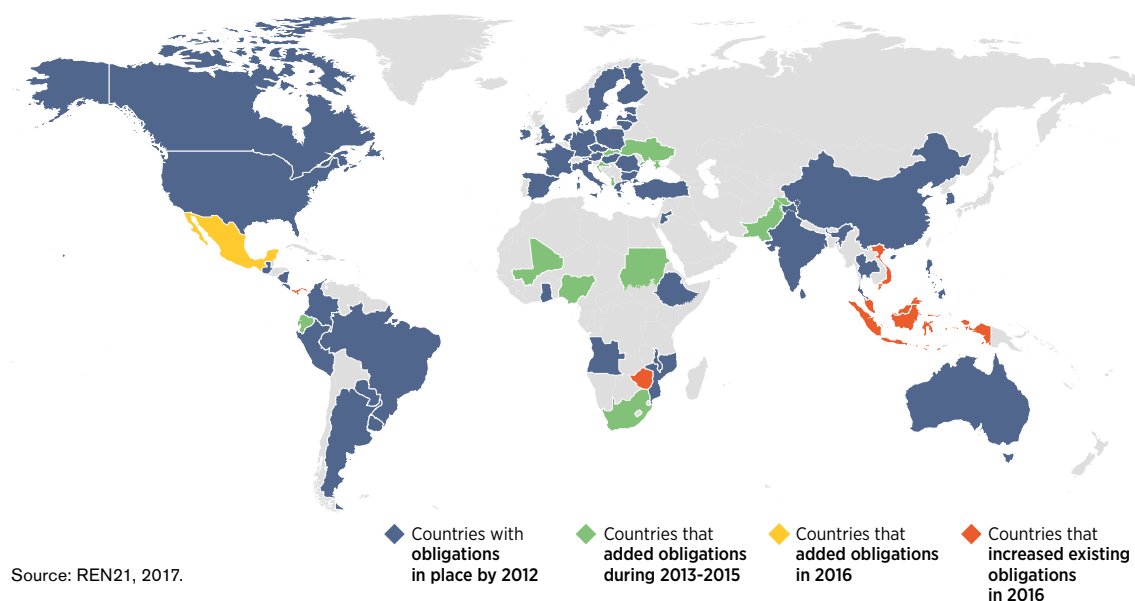 Countries with
obligations
in place by 2012
Countries that
added obligations
during 2013-2015
Countries that
added obligations
in 2016
Countries that
increased existing
obligations
in 2016
Source: REN21, 2017.